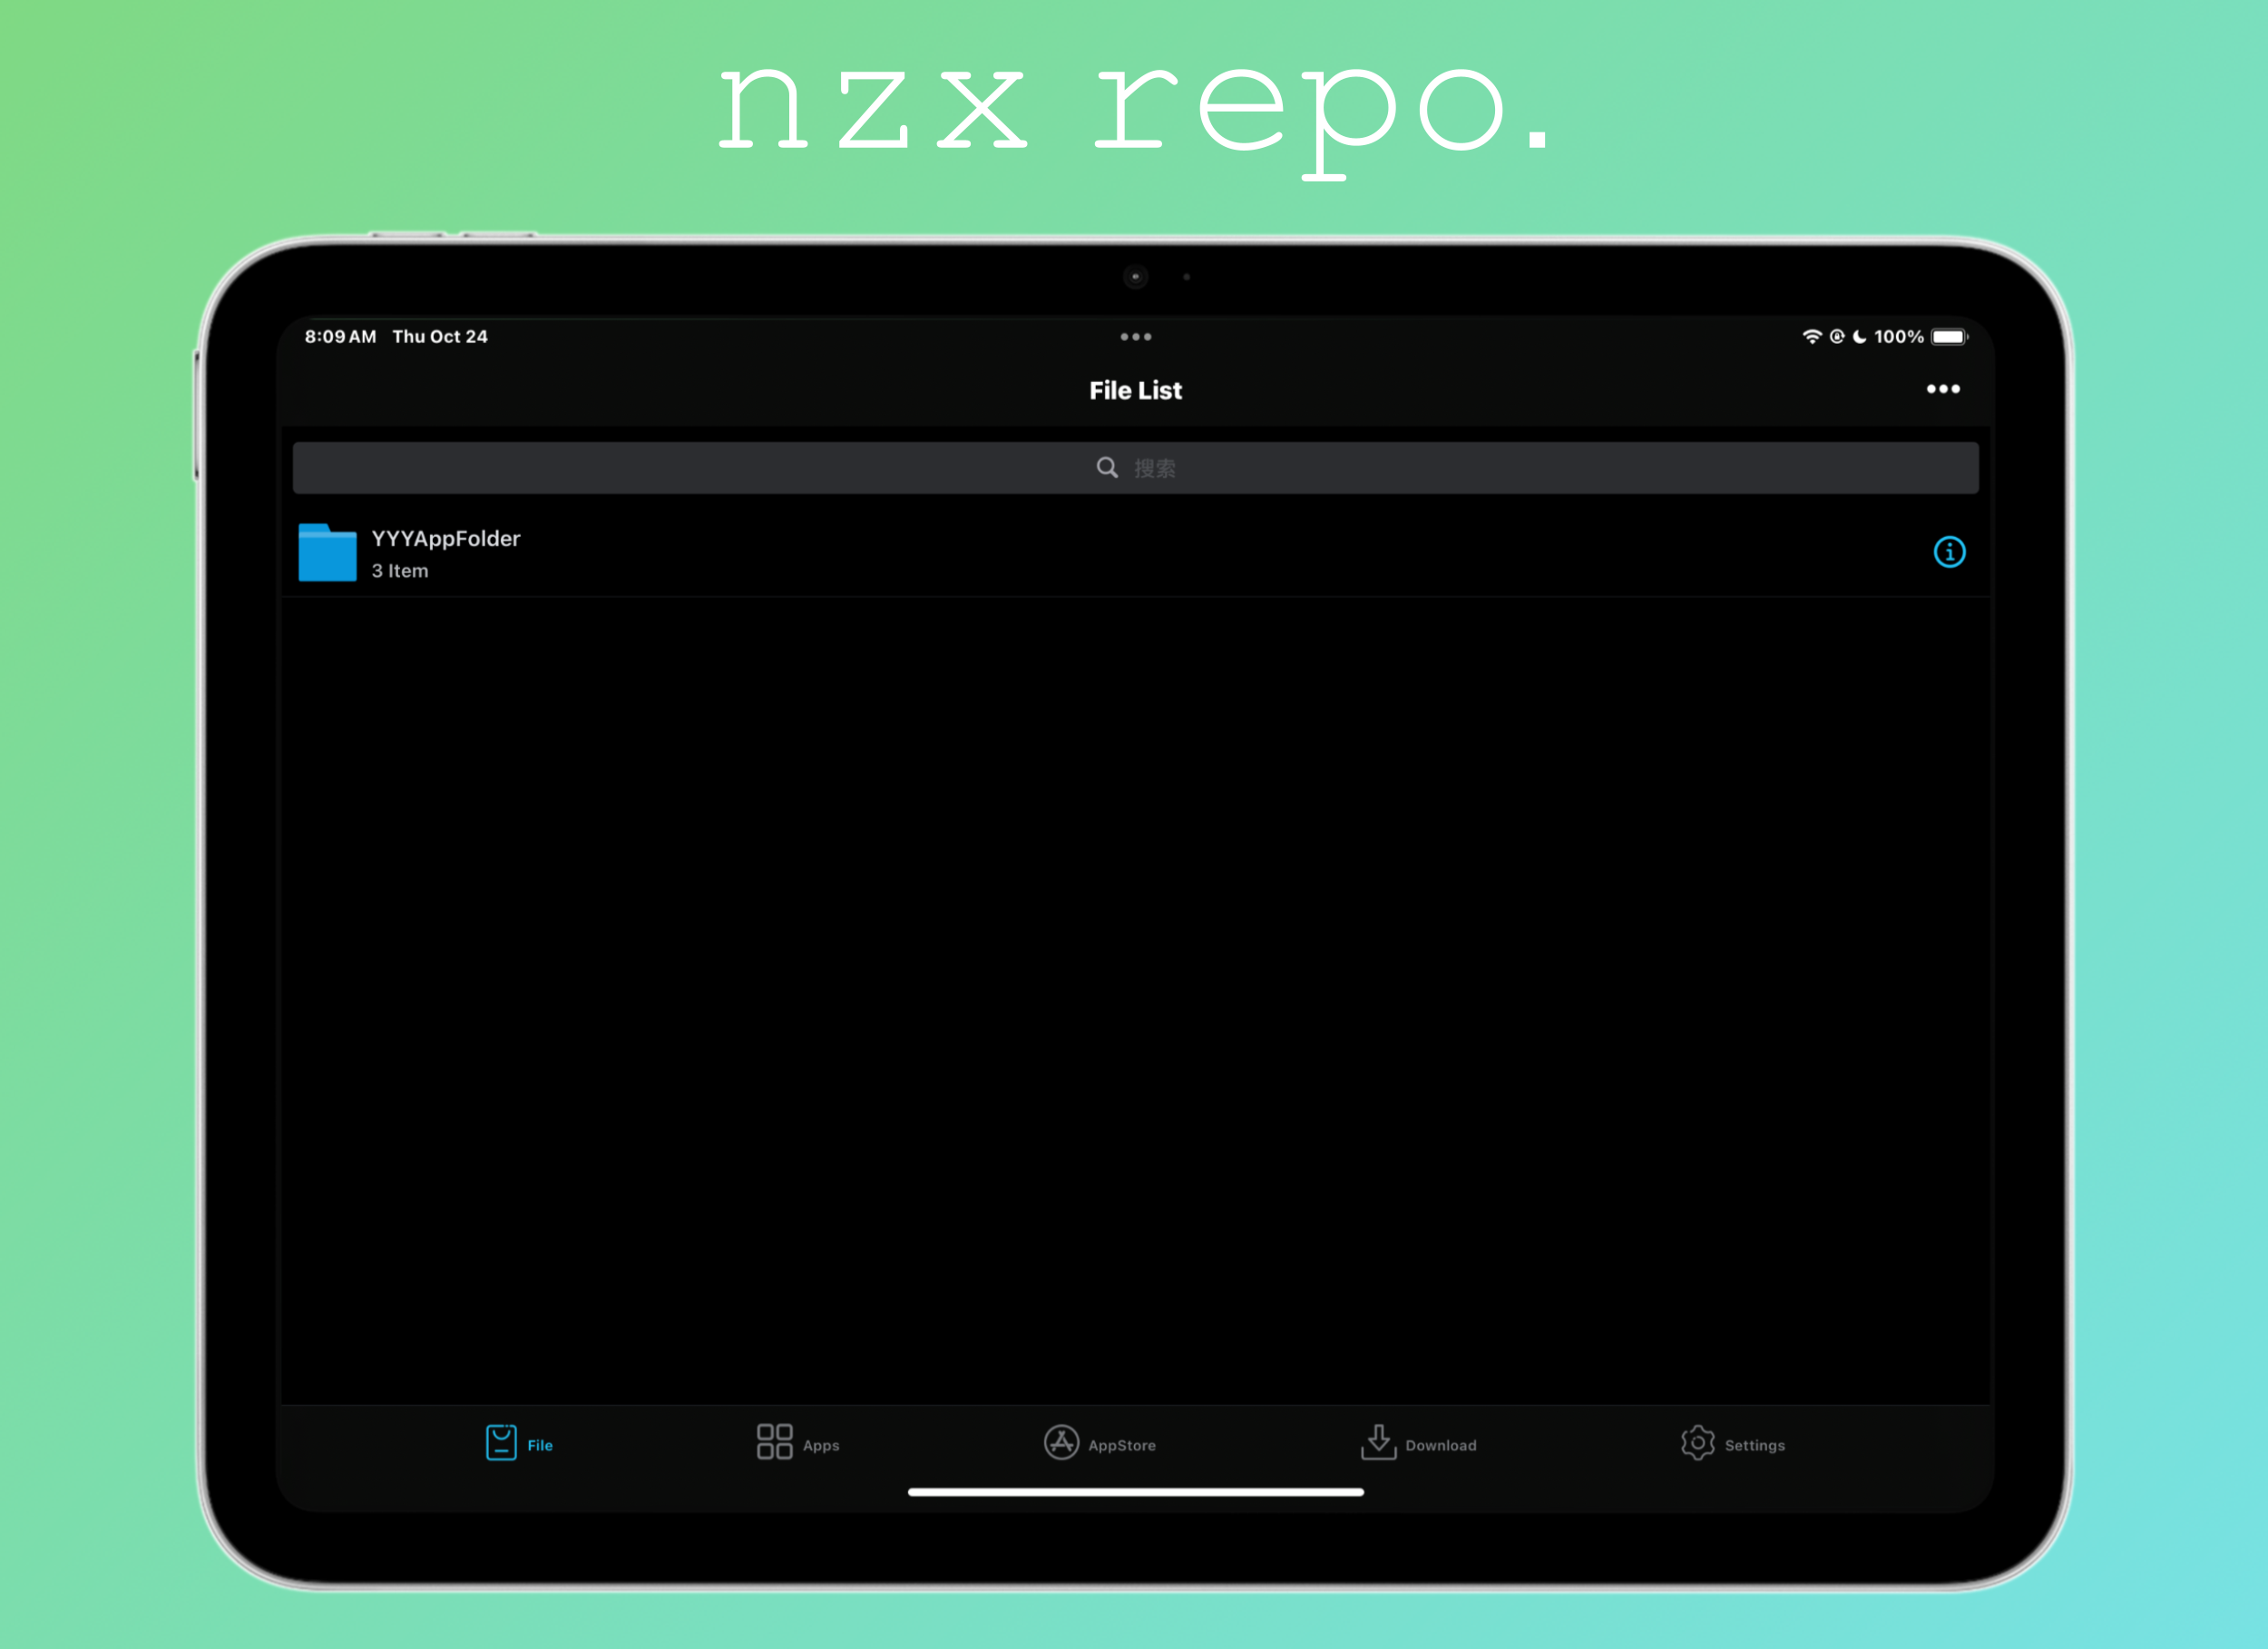 nzx repo.
8:09 AM Thu Oct 24
100%
File List
搜索
YYYAppFolder
3 Item
File
Apps
AppStore
Download
Settings